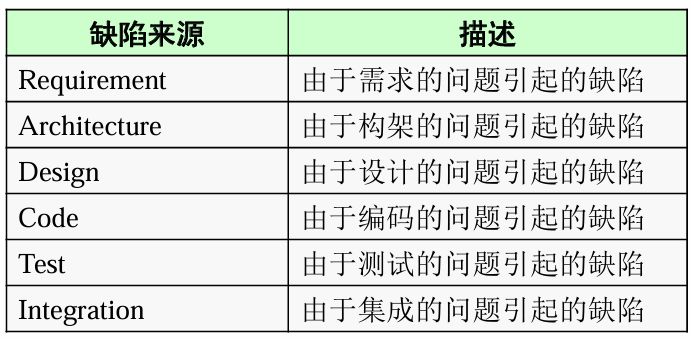 缺陷来源 描述
Requirement 由于需求的问题引起的缺陷
Architecture 由于构架的问题引起的缺陷
Design 由于设计的问题引起的缺陷
Code 由于编码的问题引起的缺陷
Test 由于测试的问题引起的缺陷
Integration 由于集成的问题引起的缺陷